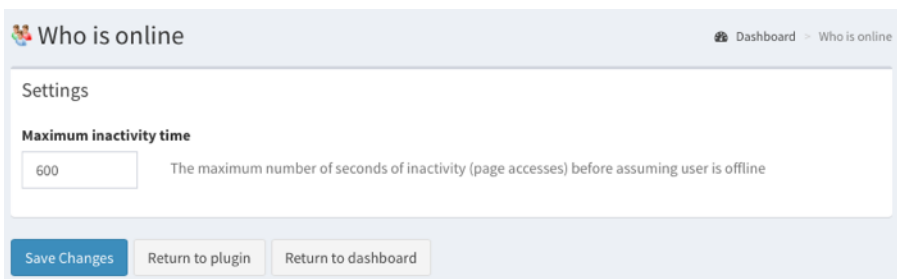 Who is online
Dashboard > Who is online
Settings
Maximum inactivity time
600
The maximum number of seconds of inactivity (page accesses) before assuming user is offline
Save Changes
Return to plugin
Return to dashboard